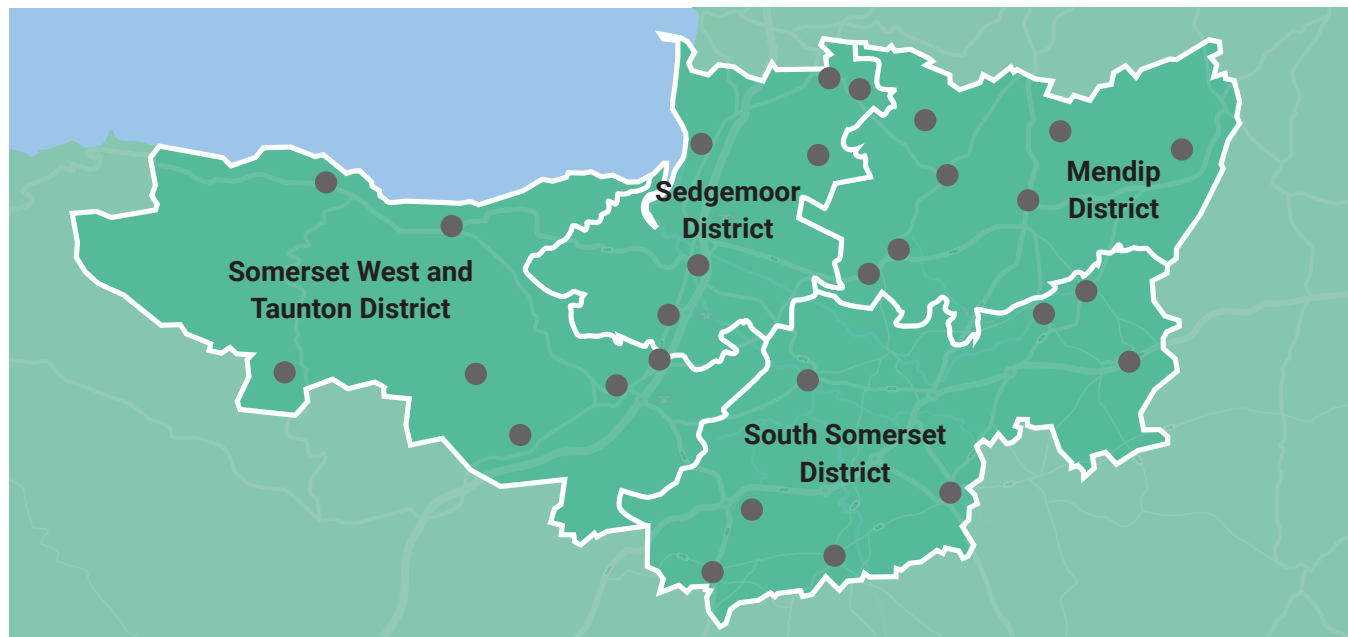 Sedgemoor
District
Mendip
District
Somerset West and
Taunton District
South Somerset
District